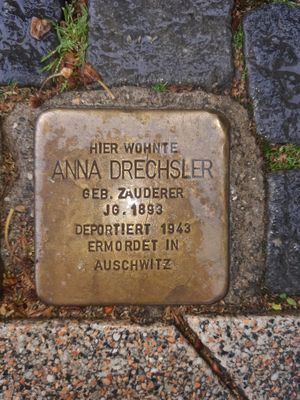 HIER WOHNTE
ANNA DRECHSLER
GEB. ZAUDERER
JG. 1893
DEPORTIERT 1943
ERMORDET IN
AUSCHWITZ